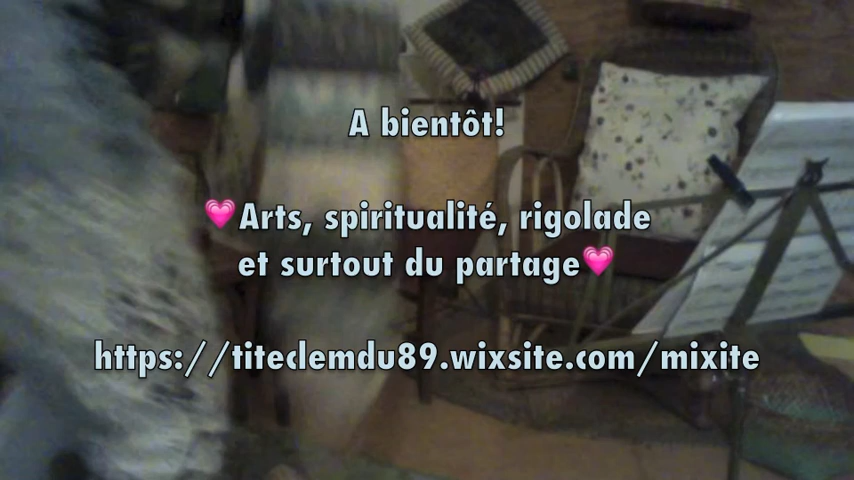 A bientôt!
💗Arts, spiritualité, rigolade
et surtout du partage💗
https://titeclemdu89.wixsite.com/mixite